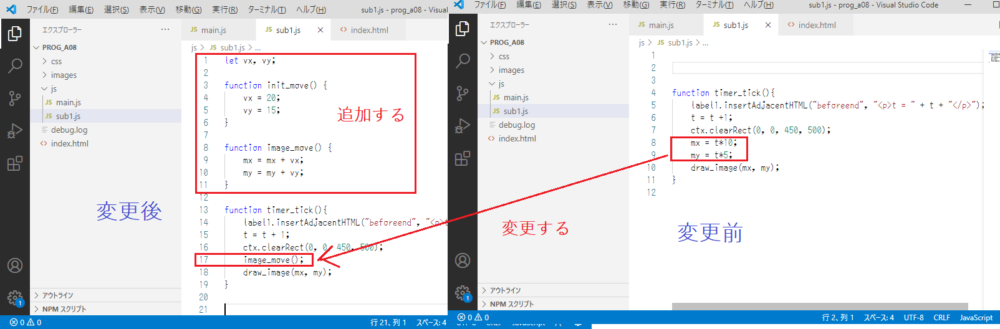 ファイル(F) 編集(E) 選択(S) 表示(V) 移動(G) 実行(R) ターミナル(T) ヘルプ(H) sub1.js - prog_a08 - Visual
エクスプローラー ...
JS main.js JS sub1.js × <> index.html
PROG_A08
js > JS sub1.js > ...
css
images
js
JS main.js
JS sub1.js
debug.log
<> index.html
1 let vx, vy;
2
3 function init_move() {
4 vx = 20;
5 vy = 15;
6 }
7
8 function image_move() {
9 mx = mx + vx;
10 my = my + vy;
11 }
12
13 function timer_tick(){
14 label1.insertAdjacentHTML("beforeend", "<p>t
15 t = t + 1;
16 ctx.clearRect(0, 0, 450, 500);
17 image_move();
18 draw_image(mx, my);
19 }
20
21
追加する
変更後
アウトライン
NPM スクリプト
1
0 0 行 21、列 1 スペース: 4
ファイル(F) 編集(E) 選択(S) 表示(V) 移動(G) 実行(R) ターミナル(T) ヘルプ(H) sub1.js - prog_a08 - Visual Studio Code
エクスプローラー ...
JS main.js JS sub1.js × <> index.html
PROG_A08
js > JS sub1.js > ...
css
images
js
JS main.js
JS sub1.js
debug.log
<> index.html
1
2
3
4 function timer_tick(){
5 label1.insertAdjacentHTML("beforeend", "<p>t = " + t + "</p>");
6 t = t +1;
7 ctx.clearRect(0, 0, 450, 500);
8 mx = t*10;
9 my = t*5;
10 draw_image(mx, my);
11 }
12
変更する
変更前
アウトライン
NPM スクリプト
1
0 0 行 2、列 1 スペース: 4 UTF-8 CRLF JavaScript